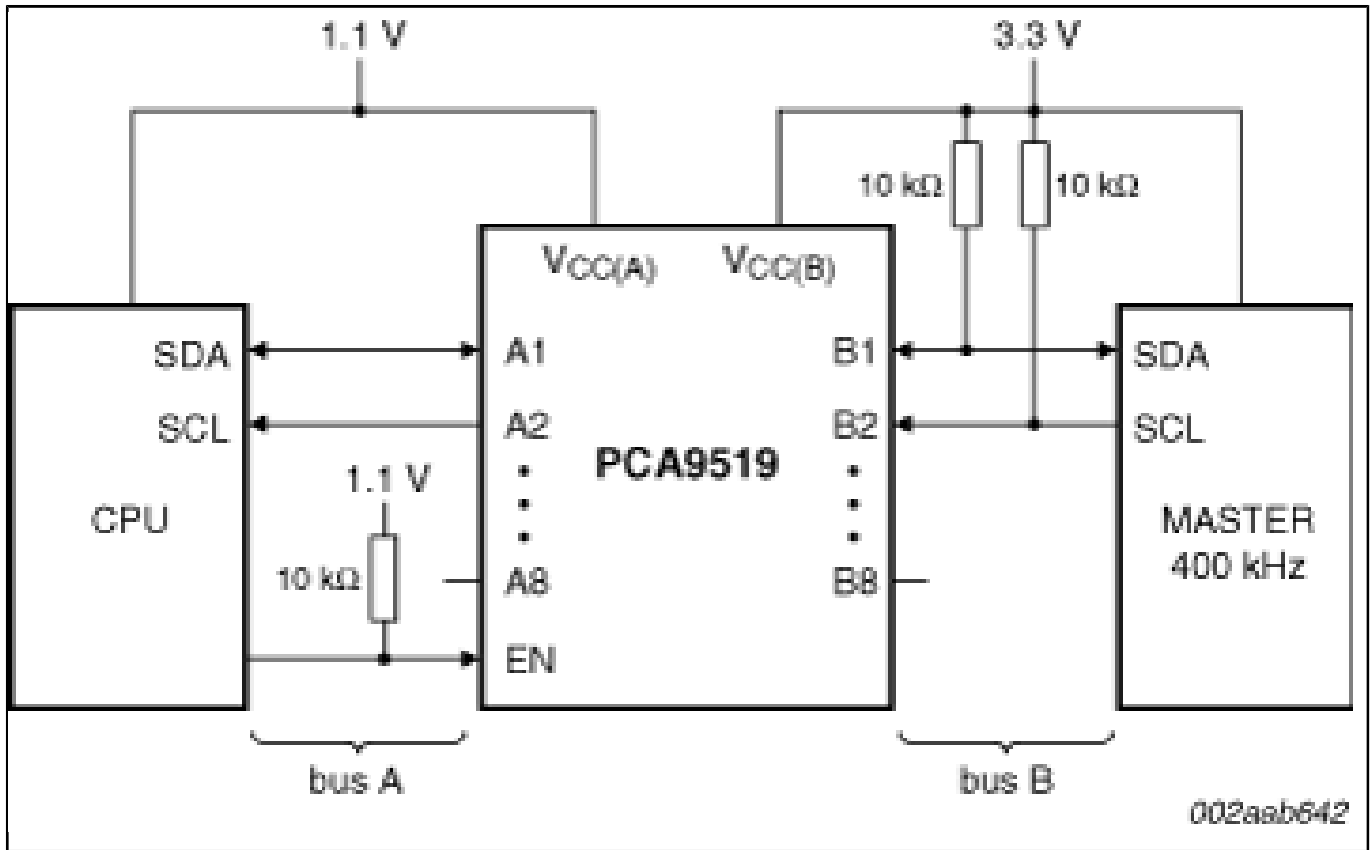 1.1 V
3.3 V
10 kΩ
10 kΩ
VCC(A)
VCC(B)
SDA
A1
B1
SDA
SCL
A2
B2
SCL
PCA9519
1.1 V
CPU
MASTER
400 kHz
10 kΩ
A8
B8
EN
bus A
bus B
002aab642